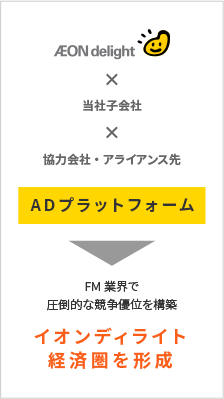 ÆON delight
×
当社子会社
×
協力会社・アライアンス先
ADプラットフォーム
FM業界で
圧倒的な競争優位を構築
イオンディライト
経済圏を形成